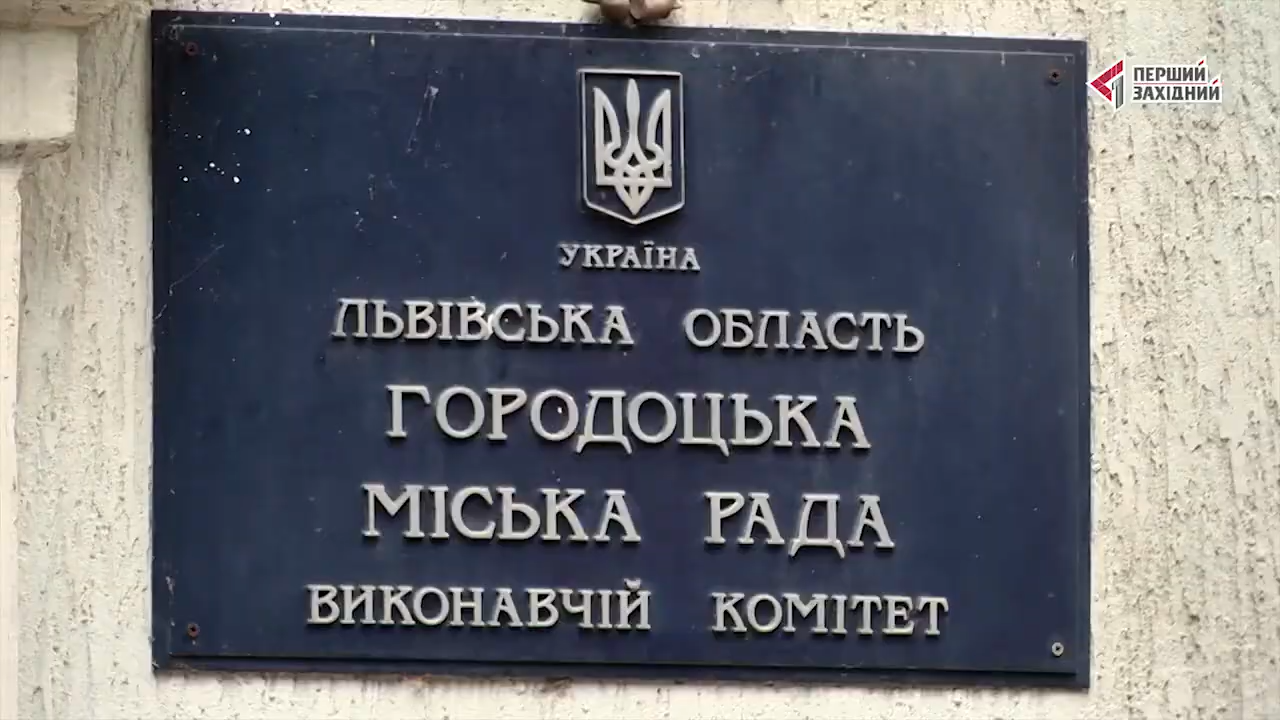 ПЕРШИЙ
ЗАХІДНИЙ
УКРАЇНА
ЛЬВІВСЬКА ОБЛАСТЬ
ГОРОДОЦЬКА
МІСЬКА РАДА
ВИКОНАВЧІЙ КОМІТЕТ